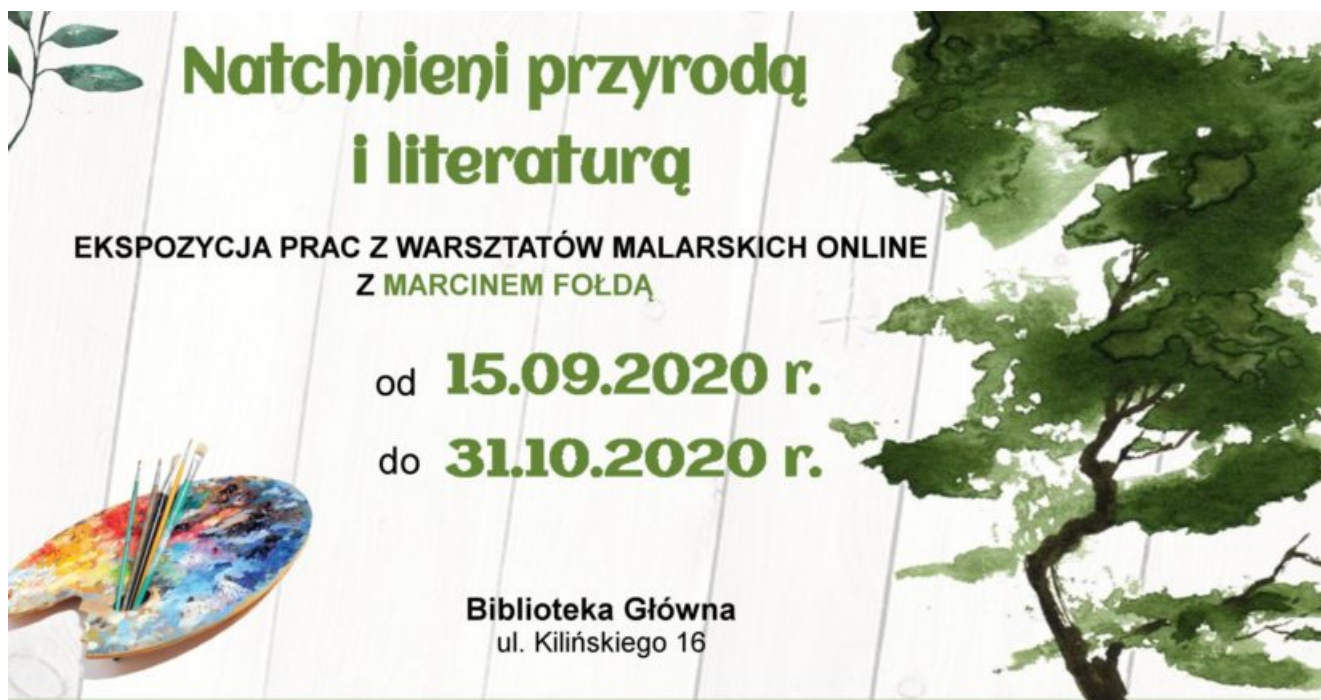 Natchnieni przyrodą
i literaturą
EKSPOZYCJA PRAC Z WARSZTATÓW MALARSKICH ONLINE
Z MARCINEM FOŁDĄ
od 15.09.2020 r.
do 31.10.2020 r.
Biblioteka Główna
ul. Kilińskiego 16